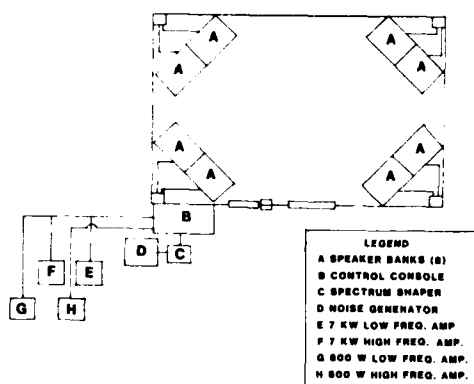 A A
A A
A A
A A
B
D C
F E
G H
LEGEND
A SPEAKER BANKS (8)
B CONTROL CONSOLE
C SPECTRUM SHAPER
D NOISE GENENATOR
E 7 KW LOW FREQ. AMP
F 7 KW HIGH FREQ. AMP.
G 800 W LOW FREQ. AMP.
H 800 W HIGH FREQ. AMP.